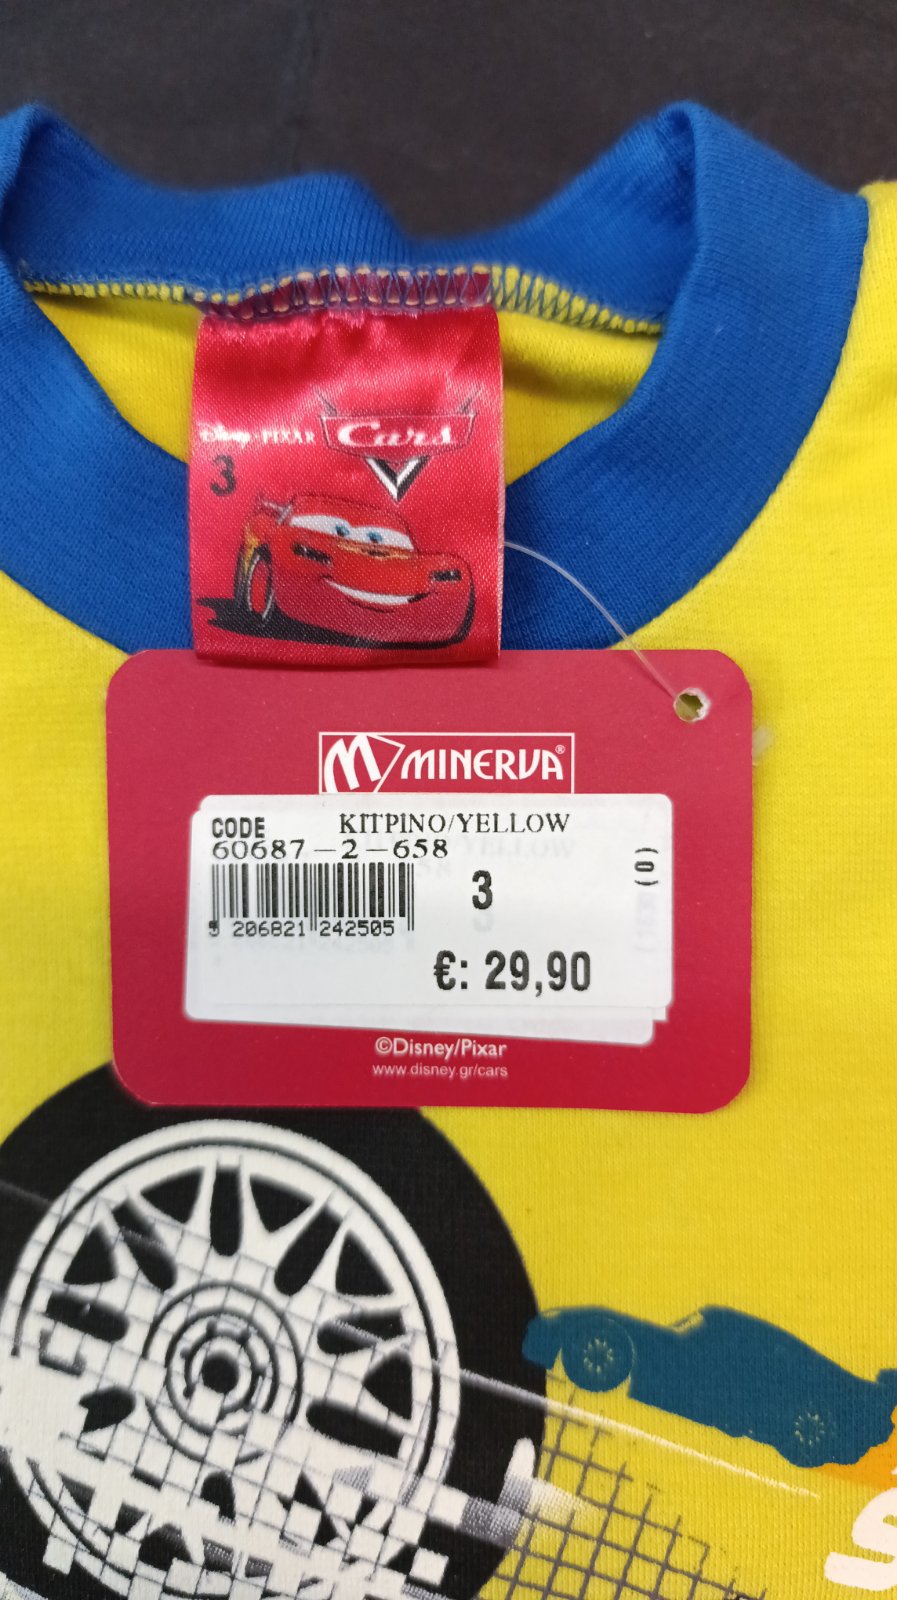 Disney·PIXAR Cars
3
MINERVA®
CODE KITPINO/YELLOW
60687-2-658
3
(0)
206821 242505
€: 29,90
©Disney/Pixar
www.disney.gr/cars
S